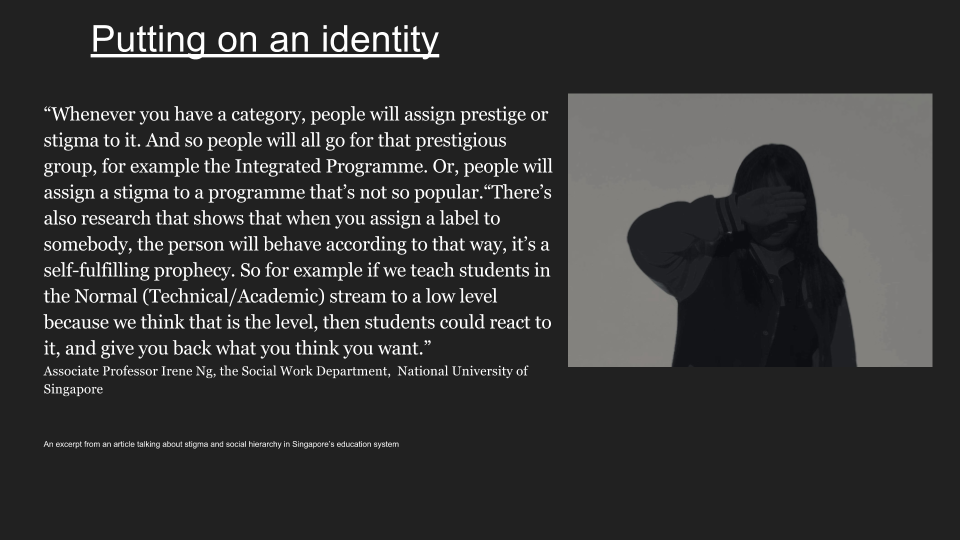 Putting on an identity
“Whenever you have a category, people will assign prestige or
stigma to it. And so people will all go for that prestigious
group, for example the Integrated Programme. Or, people will
assign a stigma to a programme that’s not so popular.“There’s
also research that shows that when you assign a label to
somebody, the person will behave according to that way, it’s a
self-fulfilling prophecy. So for example if we teach students in
the Normal (Technical/Academic) stream to a low level
because we think that is the level, then students could react to
it, and give you back what you think you want.”
Associate Professor Irene Ng, the Social Work Department, National University of
Singapore
An excerpt from an article talking about stigma and social hierarchy in Singapore’s education system